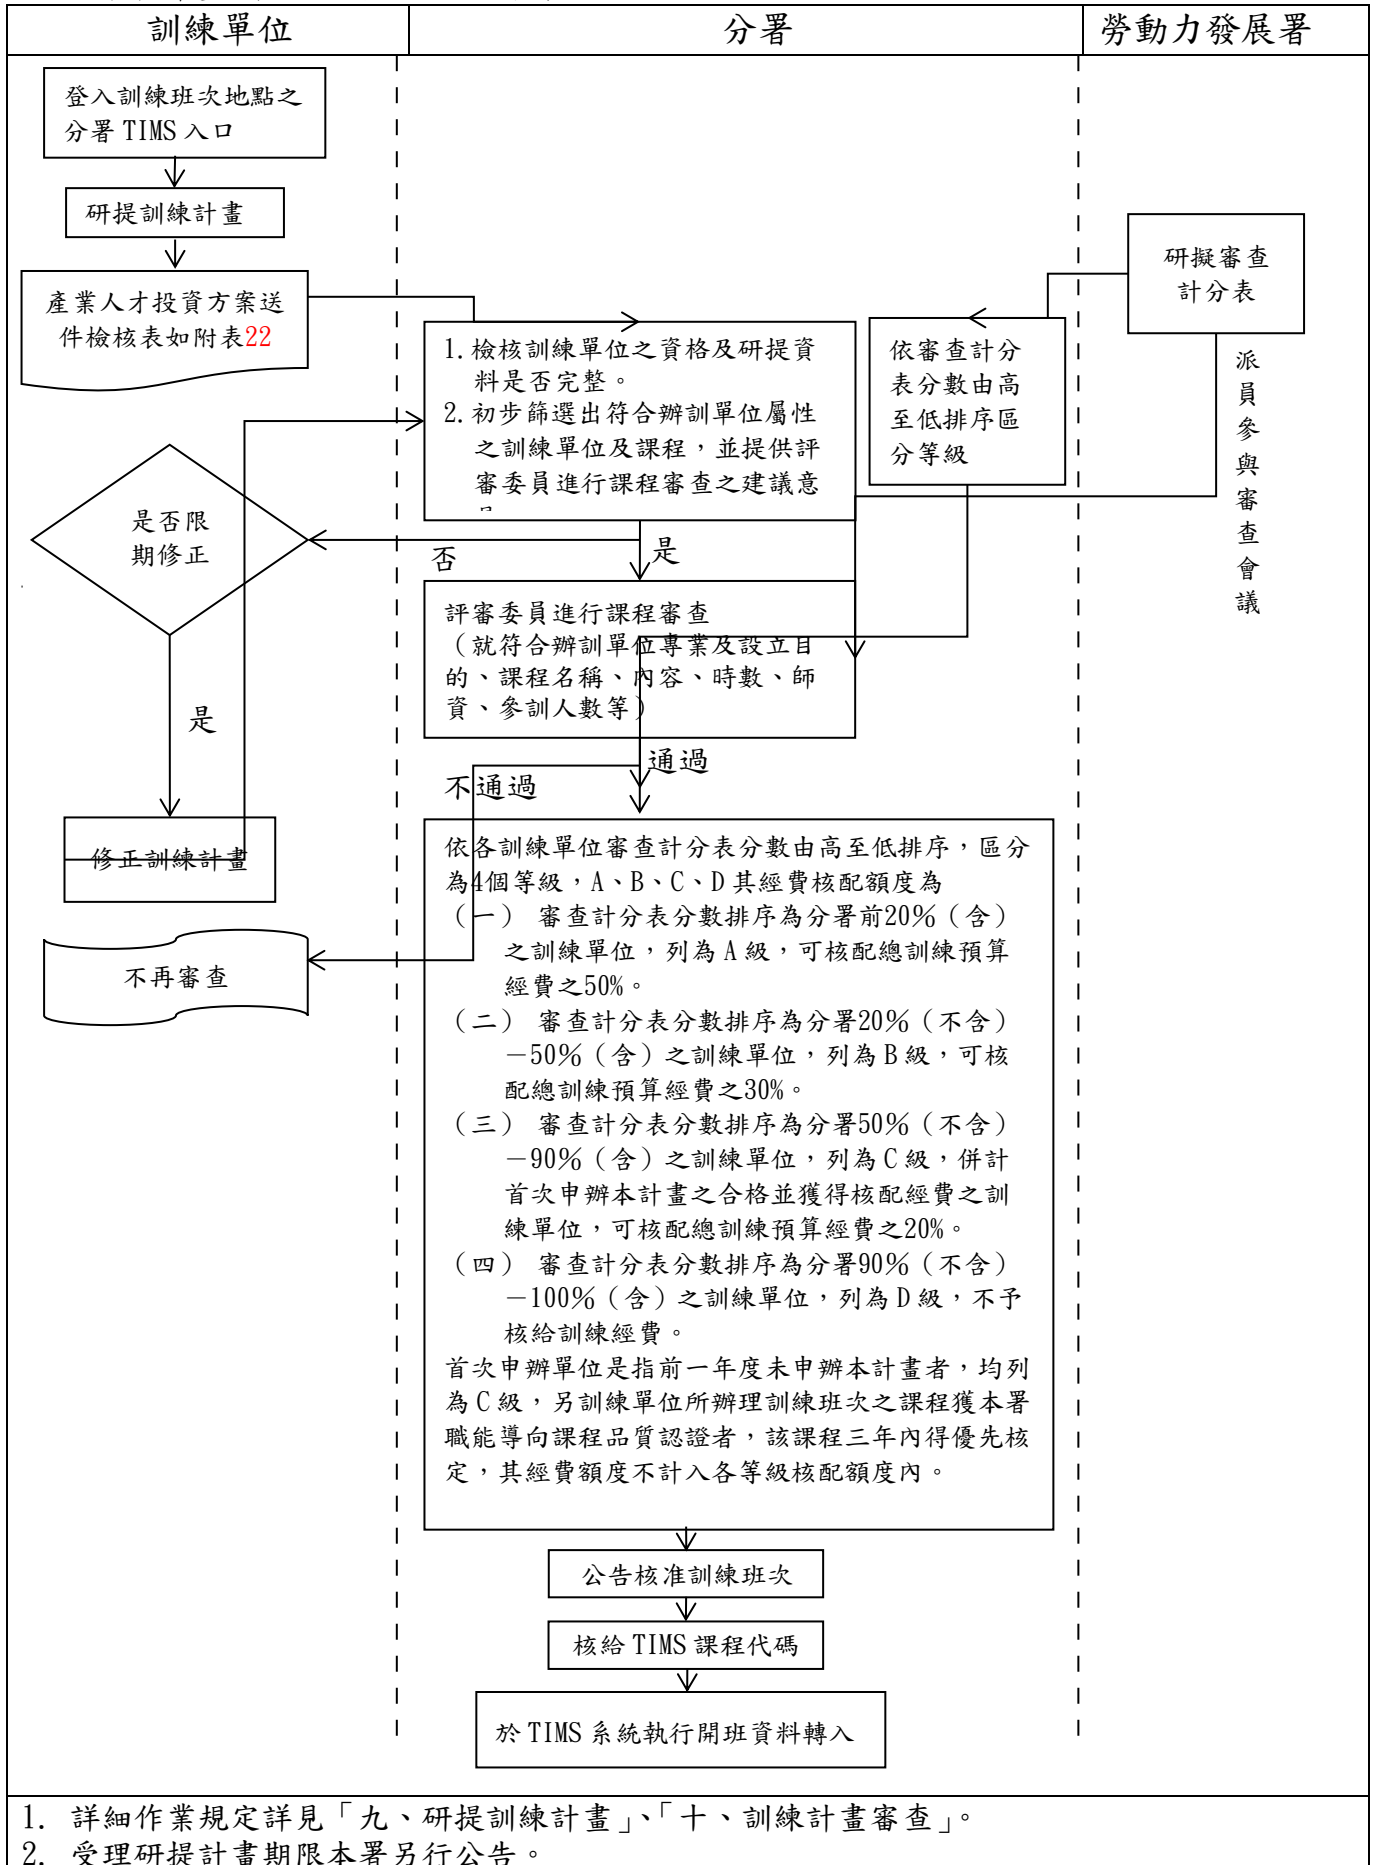 訓練單位
分署
勞動力發展署
登入訓練班次地點之
分署 TIMS 入口
研提訓練計畫
產業人才投資方案送
件檢核表如附表22
是否限
期修正
是
修正訓練計畫
不再審查
1. 檢核訓練單位之資格及研提資
料是否完整。
2. 初步篩選出符合辦訓單位屬性
之訓練單位及課程，並提供評
審委員進行課程審查之建議意
否
是
依審查計分
表分數由高
至低排序區
分等級
研擬審查
計分表
派
員
參
與
審
查
會
議
評審委員進行課程審查
（就符合辦訓單位專業及設立目
的、課程名稱、內容、時數、師
資、參訓人數等）
不通過
通過
依各訓練單位審查計分表分數由高至低排序，區分
為4個等級，A、B、C、D 其經費核配額度為
（一） 審查計分表分數排序為分署前20％（含）
之訓練單位，列為 A 級，可核配總訓練預算
經費之50%。
（二） 審查計分表分數排序為分署20％（不含）
－50％（含）之訓練單位，列為 B 級，可核
配總訓練預算經費之30%。
（三） 審查計分表分數排序為分署50％（不含）
－90％（含）之訓練單位，列為 C 級，併計
首次申辦本計畫之合格並獲得核配經費之訓
練單位，可核配總訓練預算經費之20%。
（四） 審查計分表分數排序為分署90％（不含）
－100％（含）之訓練單位，列為 D 級，不予
核給訓練經費。
首次申辦單位是指前一年度未申辦本計畫者，均列
為 C 級，另訓練單位所辦理訓練班次之課程獲本署
職能導向課程品質認證者，該課程三年內得優先核
定，其經費額度不計入各等級核配額度內。
公告核准訓練班次
核給 TIMS 課程代碼
於 TIMS 系統執行開班資料轉入
1. 詳細作業規定詳見「九、研提訓練計畫」、「十、訓練計畫審查」。
2. 受理研提計畫期限本署另行公告。